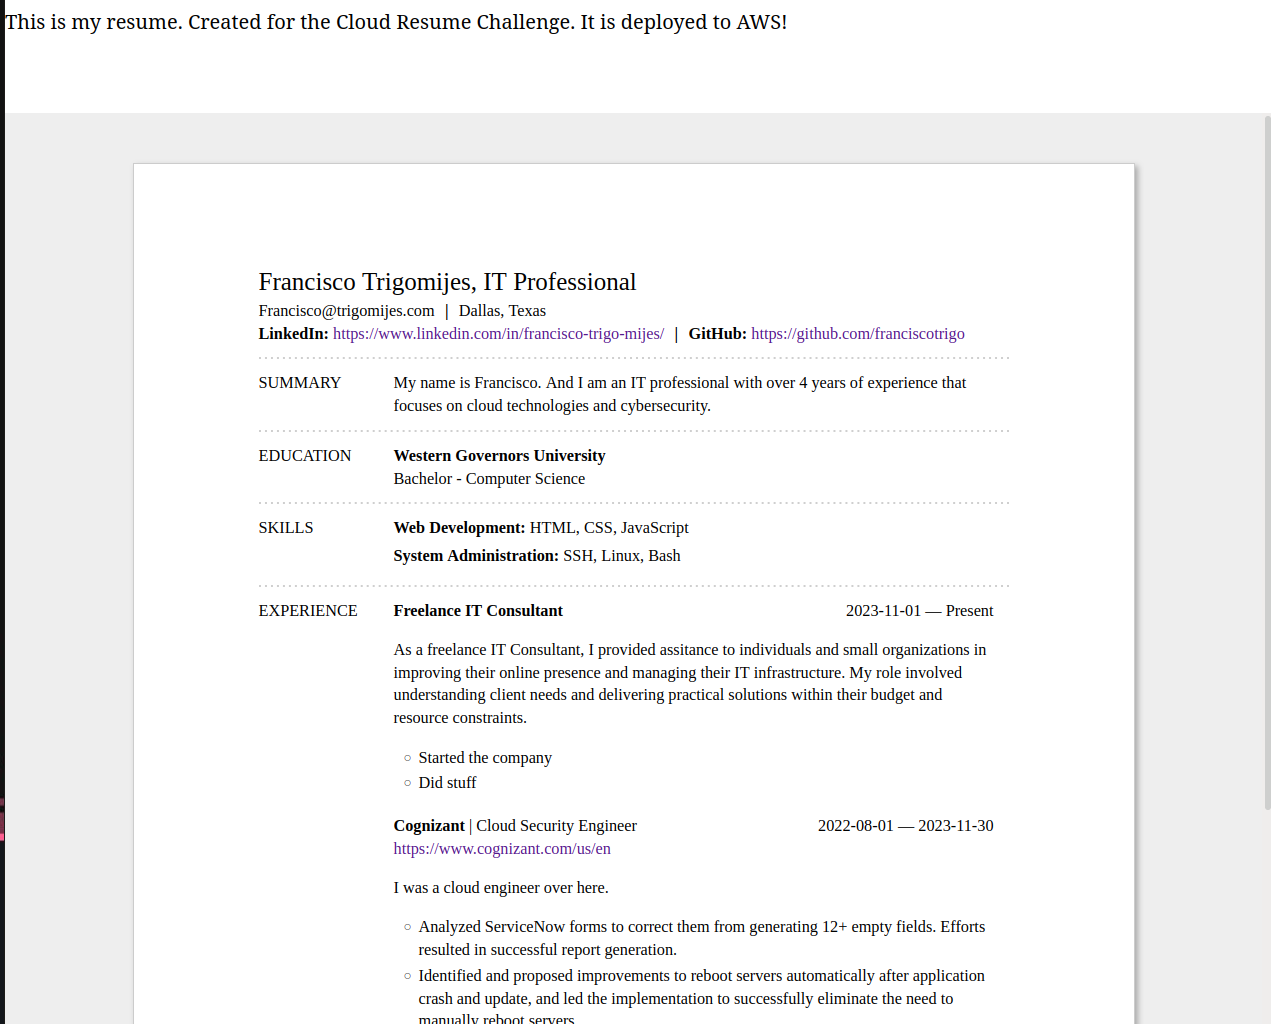 This is my resume. Created for the Cloud Resume Challenge. It is deployed to AWS!
Francisco Trigomijes, IT Professional
Francisco@trigomijes.com | Dallas, Texas
LinkedIn: https://www.linkedin.com/in/francisco-trigo-mijes/ | GitHub: https://github.com/franciscotrigo
SUMMARY My name is Francisco. And I am an IT professional with over 4 years of experience that
focuses on cloud technologies and cybersecurity.
EDUCATION Western Governors University
Bachelor - Computer Science
SKILLS Web Development: HTML, CSS, JavaScript
System Administration: SSH, Linux, Bash
EXPERIENCE Freelance IT Consultant 2023-11-01 — Present
As a freelance IT Consultant, I provided assitance to individuals and small organizations in
improving their online presence and managing their IT infrastructure. My role involved
understanding client needs and delivering practical solutions within their budget and
resource constraints.
○ Started the company
○ Did stuff
Cognizant | Cloud Security Engineer 2022-08-01 — 2023-11-30
https://www.cognizant.com/us/en
I was a cloud engineer over here.
○ Analyzed ServiceNow forms to correct them from generating 12+ empty fields. Efforts
resulted in successful report generation.
○ Identified and proposed improvements to reboot servers automatically after application
crash and update, and led the implementation to successfully eliminate the need to
manually reboot servers.